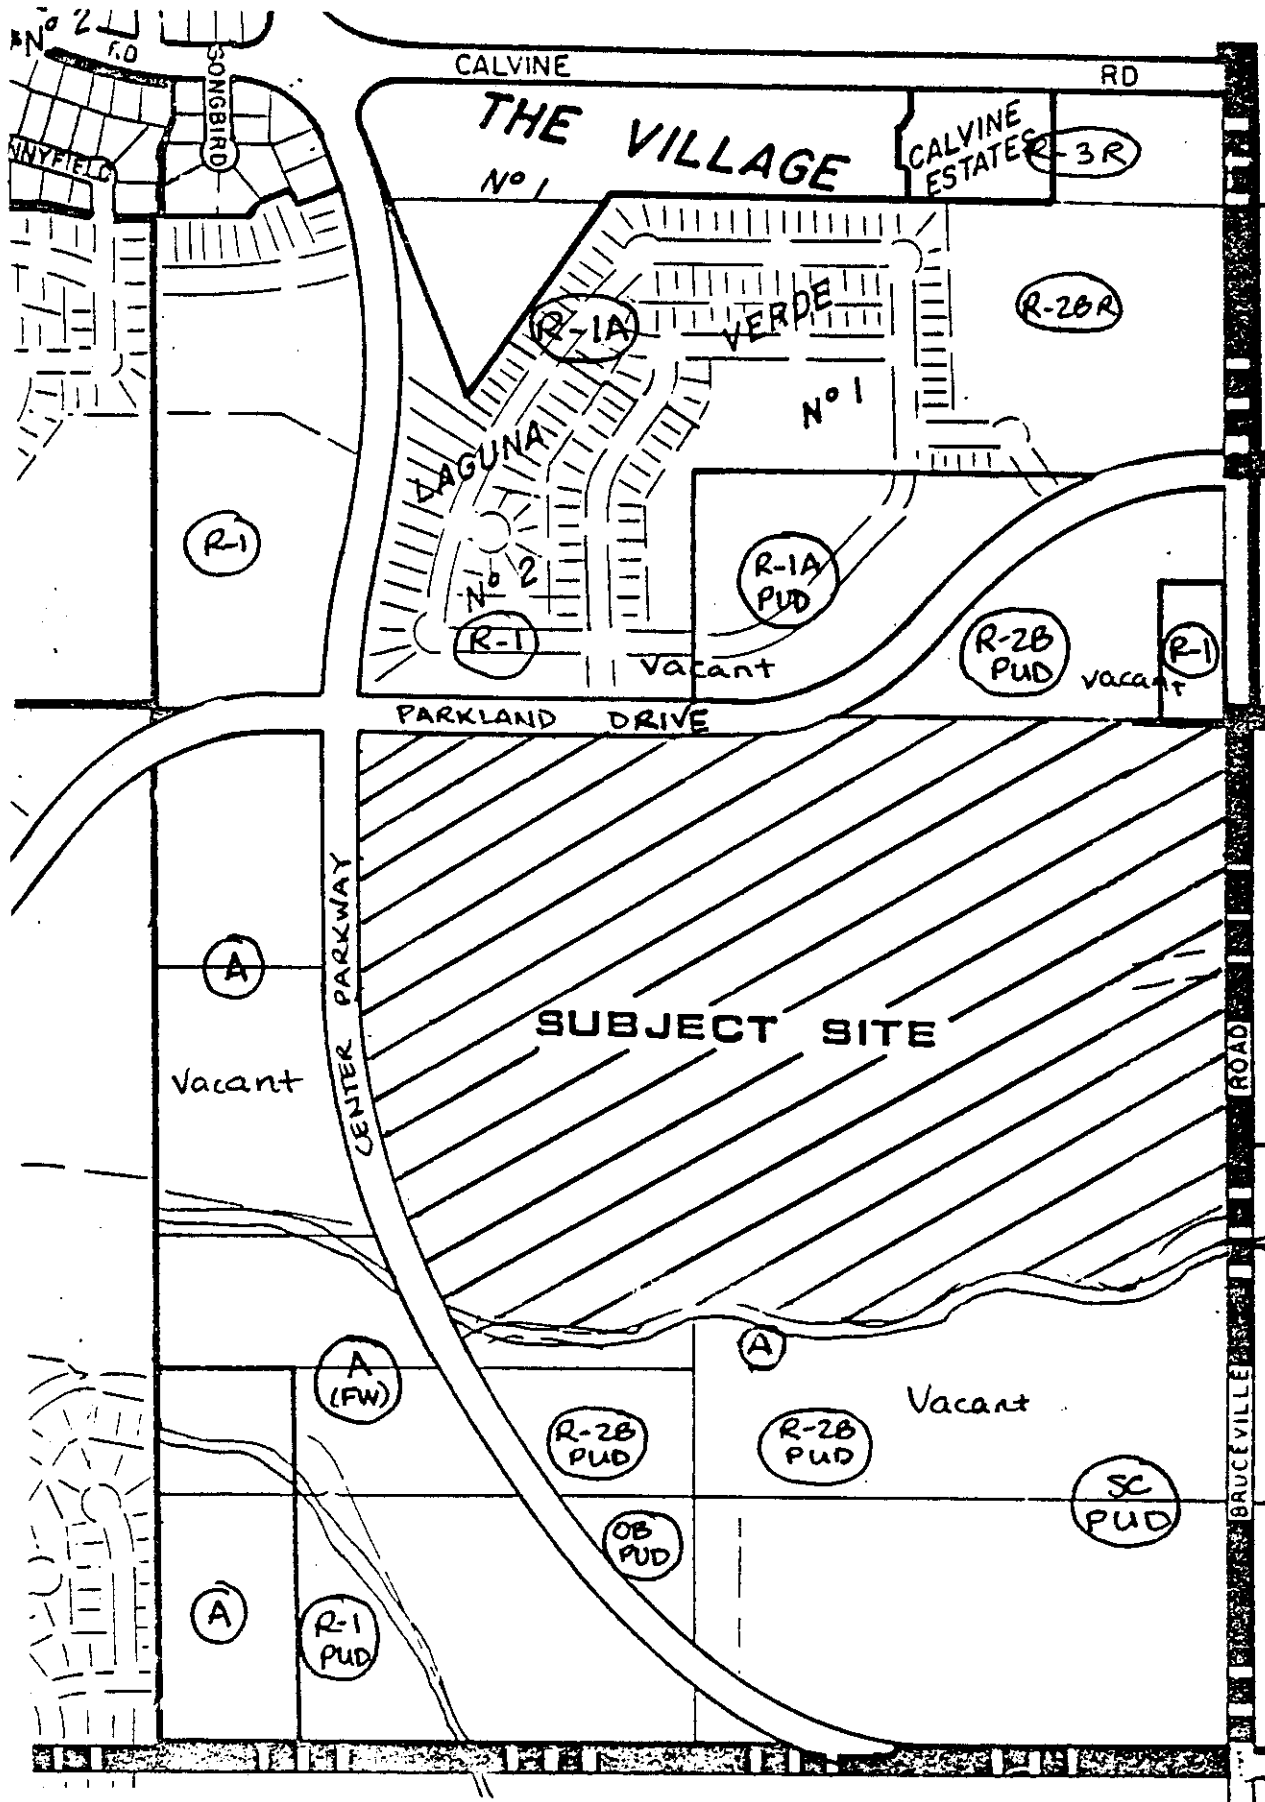 Nº 2
SONGBIRD
CALVINE RD
THE VILLAGE
Nº 1
CALVINE
ESTATES
R-3R
R-1A
VERDE
R-2BR
Nº 1
LAGUNA
R-1
Nº 2
R-1
R-1A
PUD
Vacant
R-2B
PUD
vacant
R-1
PARKLAND DRIVE
CENTER PARKWAY
A
Vacant
SUBJECT SITE
BRUCEVILLE ROAD
A
(FW)
A
Vacant
R-2B
PUD
R-2B
PUD
SC
PUD
OB
PUD
A
R-1
PUD